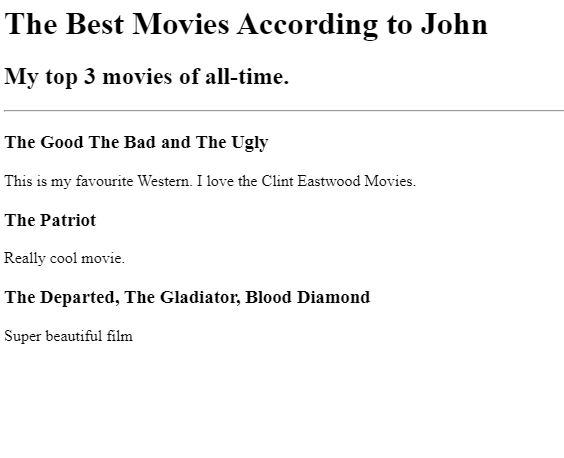 The Best Movies According to John
My top 3 movies of all-time.
The Good The Bad and The Ugly
This is my favourite Western. I love the Clint Eastwood Movies.
The Patriot
Really cool movie.
The Departed, The Gladiator, Blood Diamond
Super beautiful film